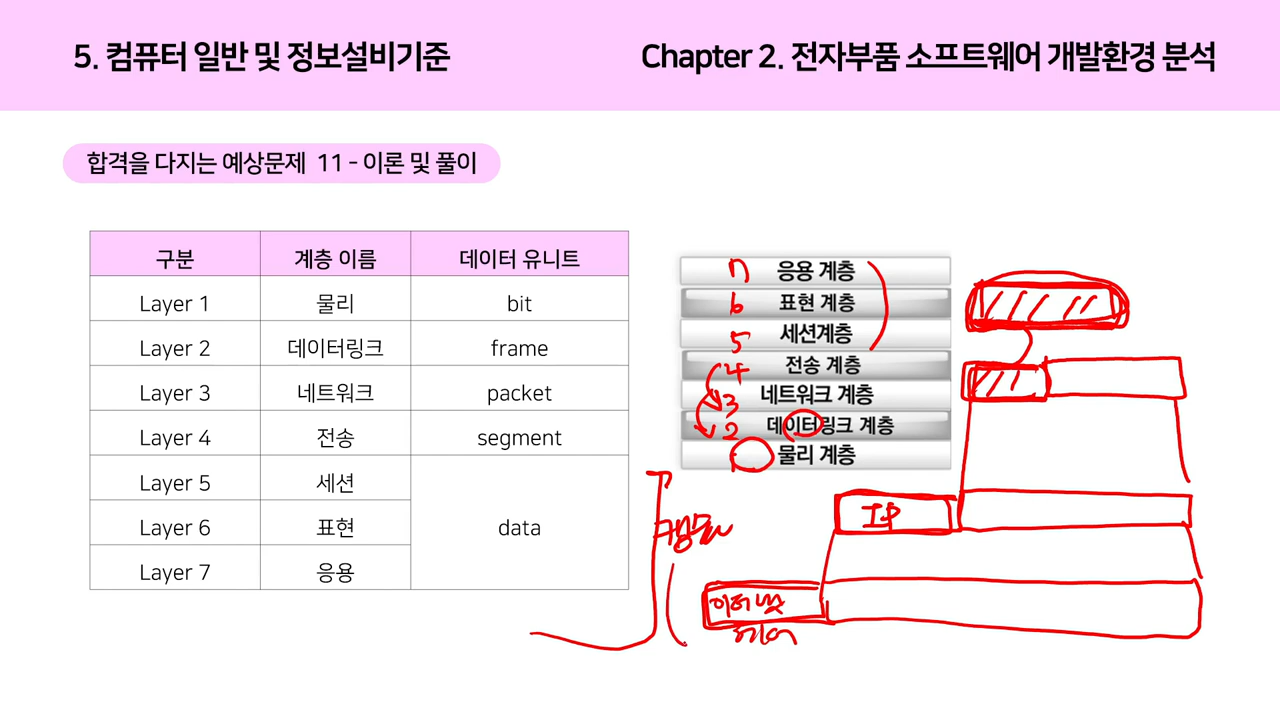 5. 컴퓨터 일반 및 정보설비기준
Chapter 2. 전자부품 소프트웨어 개발환경 분석
합격을 다지는 예상문제 11 - 이론 및 풀이
구분 계층 이름 데이터 유니트
Layer 1 물리 bit
Layer 2 데이터링크 frame
Layer 3 네트워크 packet
Layer 4 전송 segment
Layer 5 세션
Layer 6 표현 data
Layer 7 응용
7 응용 계층
6 표현 계층
5 세션계층
4 전송 계층
3 네트워크 계층
2 데이터링크 계층
물리 계층
IP
이더넷
헤더